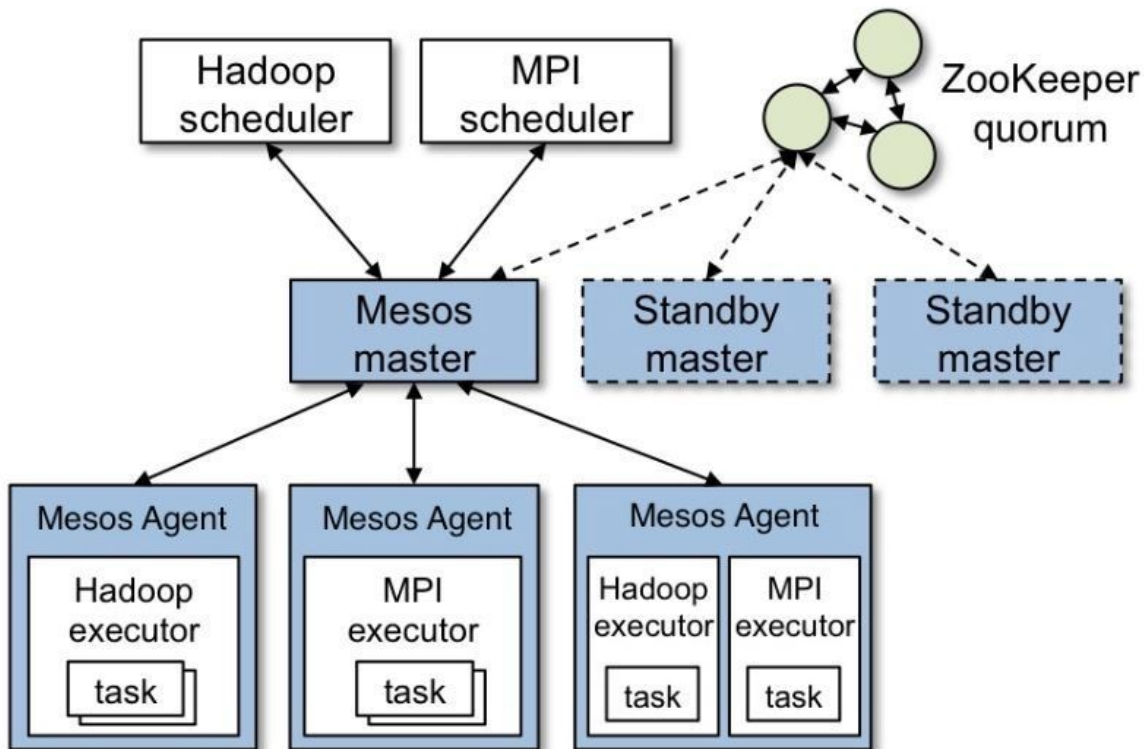 Hadoop
scheduler
MPI
scheduler
ZooKeeper
quorum
Mesos
master
Standby
master
Standby
master
Mesos Agent
Hadoop
executor
task
Mesos Agent
MPI
executor
task
Mesos Agent
Hadoop
executor
task
MPI
executor
task